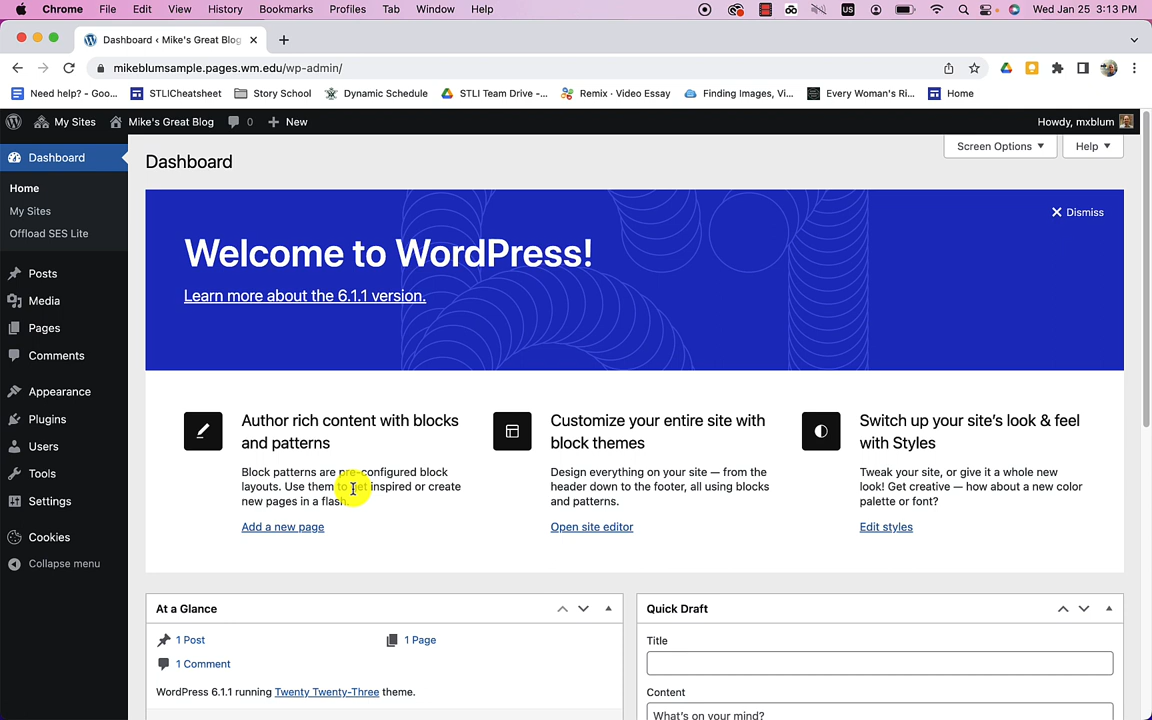 Chrome File Edit View History Bookmarks Profiles Tab Window Help US Wed Jan 25 3:13 PM
Dashboard ‹ Mike's Great Blog
mikeblumsample.pages.wm.edu/wp-admin/
Need help? - Goo... STLICheatsheet Story School Dynamic Schedule STLI Team Drive -... Remix · Video Essay Finding Images, Vi... Every Woman's Ri... Home
My Sites Mike's Great Blog 0 New Howdy, mxblum
Dashboard
Home
My Sites
Offload SES Lite
Posts
Media
Pages
Comments
Appearance
Plugins
Users
Tools
Settings
Cookies
Collapse menu
Screen Options Help
Dashboard
Dismiss
Welcome to WordPress!
Learn more about the 6.1.1 version.
Author rich content with blocks
and patterns
Block patterns are pre-configured block
layouts. Use them to get inspired or create
new pages in a flash.
Add a new page
Customize your entire site with
block themes
Design everything on your site — from the
header down to the footer, all using blocks
and patterns.
Open site editor
Switch up your site's look & feel
with Styles
Tweak your site, or give it a whole new
look! Get creative — how about a new color
palette or font?
Edit styles
At a Glance
1 Post 1 Page
1 Comment
WordPress 6.1.1 running Twenty Twenty-Three theme.
Quick Draft
Title
Content
What's on your mind?